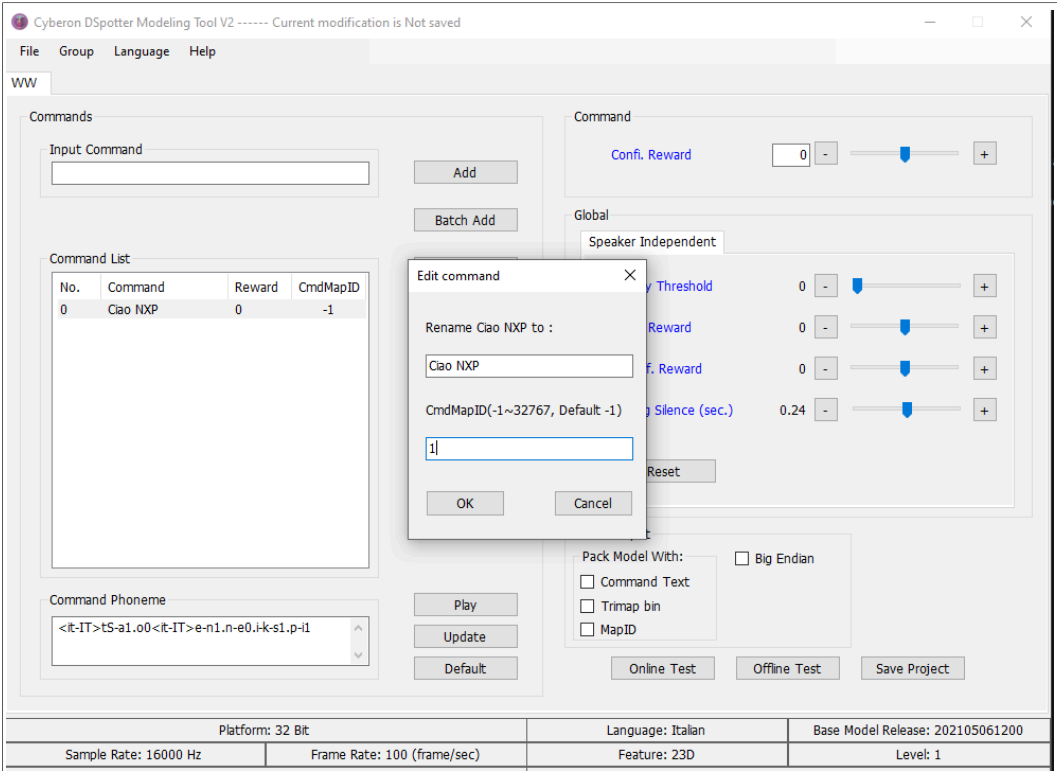 Cyberon DSpotter Modeling Tool V2 ------ Current modification is Not saved
File Group Language Help
WW
Commands
Input Command
Add
Batch Add
Command List
No. Command Reward CmdMapID
0 Ciao NXP 0 -1
Command Phoneme
<it-IT>tS-a1.o0<it-IT>e-n1.n-e0.i-k-s1.p-i1
Play
Update
Default
Edit command
Rename Ciao NXP to :
Ciao NXP
CmdMapID(-1~32767, Default -1)
1
OK Cancel
Command
Confi. Reward 0 - +
Global
Speaker Independent
Threshold 0 - +
Reward 0 - +
Reward 0 - +
Silence (sec.) 0.24 - +
Reset
Pack Model With:
Command Text
Trimap bin
MapID
Big Endian
Online Test Offline Test Save Project
Platform: 32 Bit Language: Italian Base Model Release: 202105061200
Sample Rate: 16000 Hz Frame Rate: 100 (frame/sec) Feature: 23D Level: 1